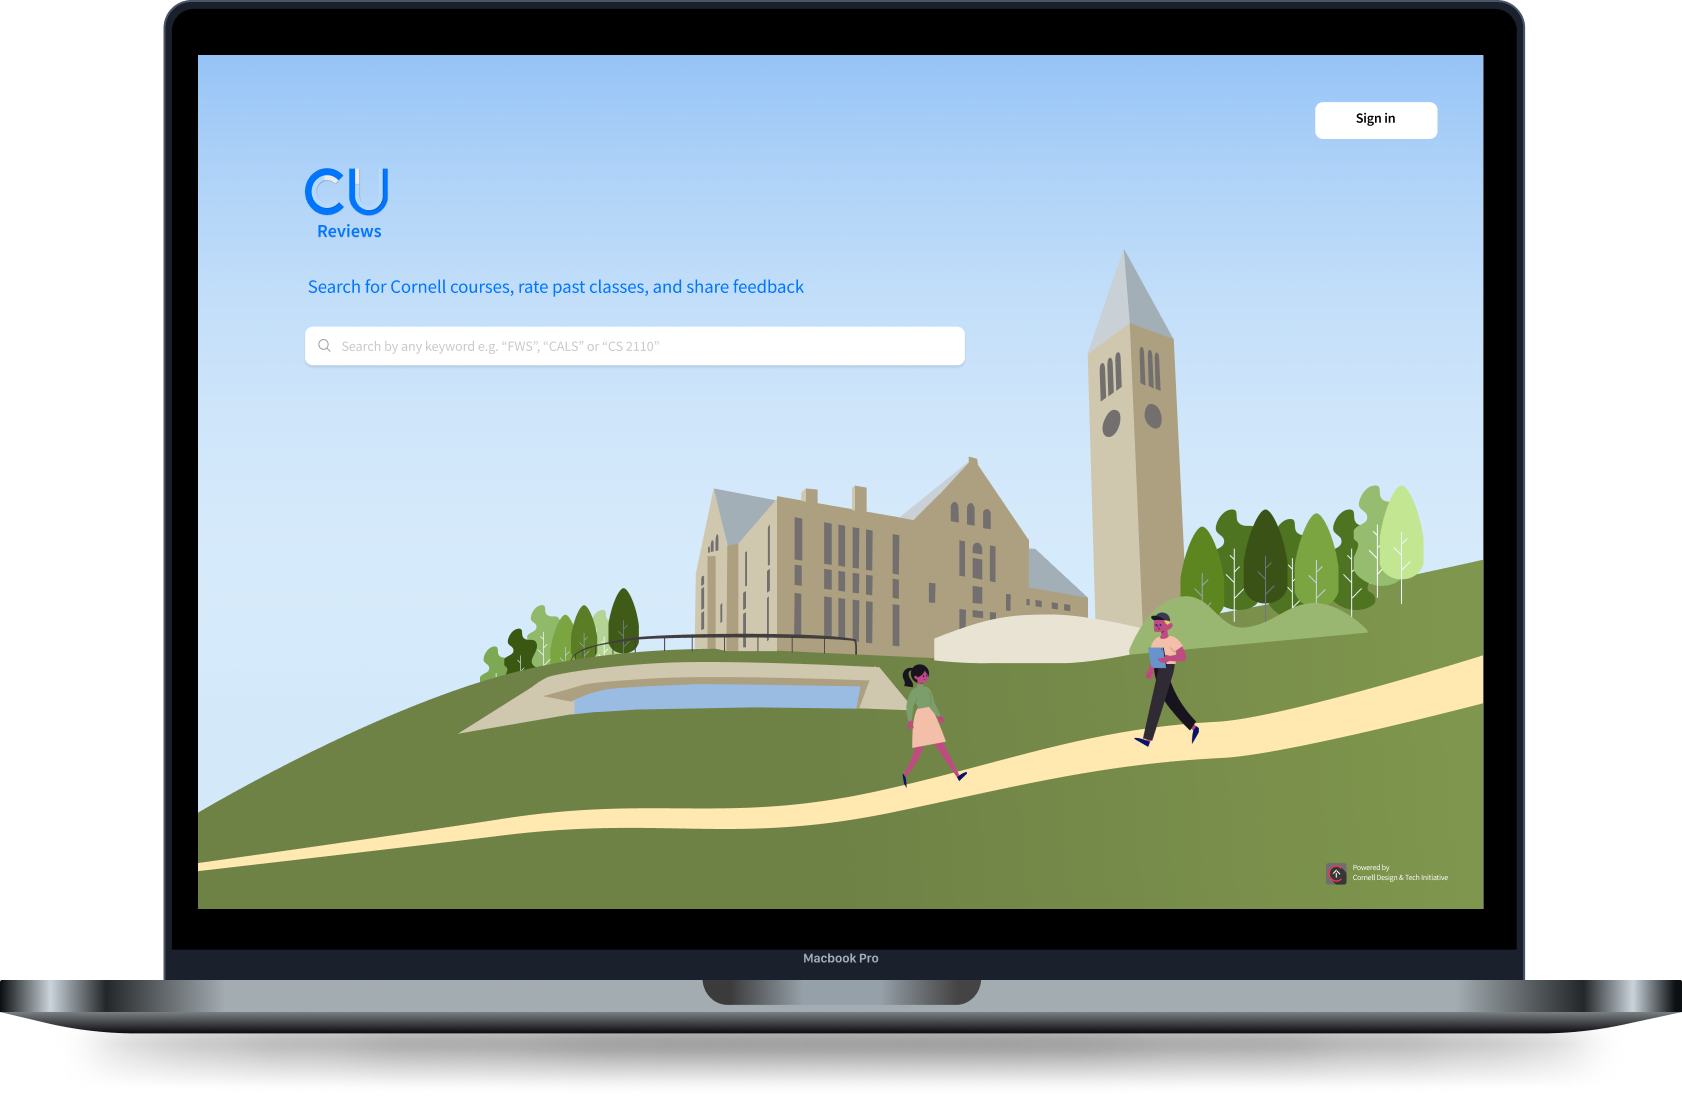 Sign in
CU
Reviews
Search for Cornell courses, rate past classes, and share feedback
Search by any keyword e.g. “FWS”, “CALS” or “CS 2110”
Powered by
Cornell Design & Tech Initiative
Macbook Pro